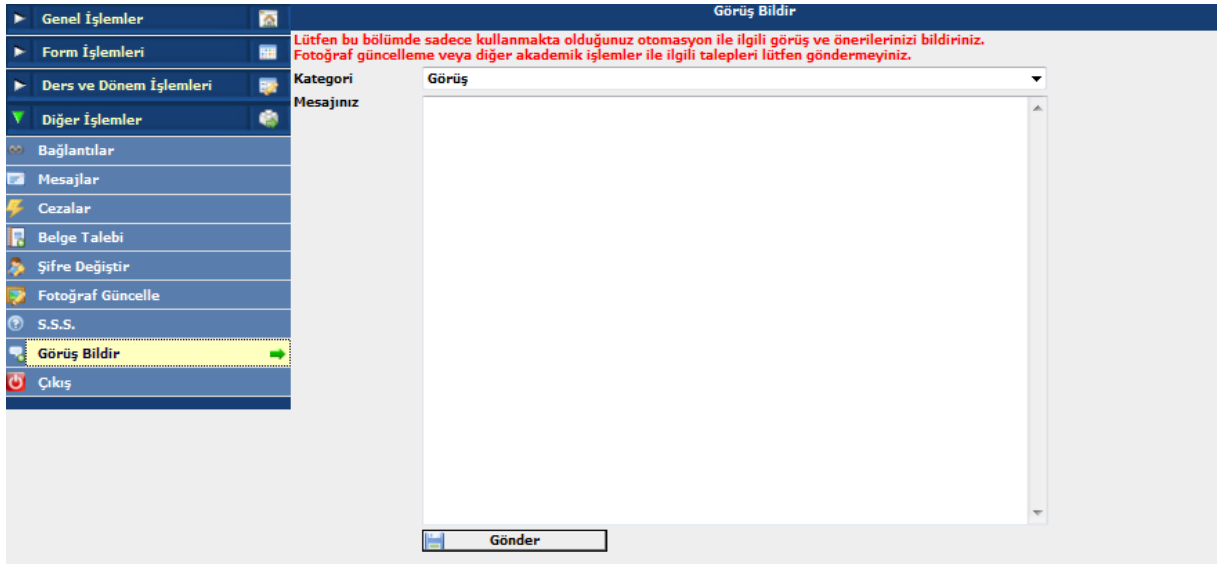 Genel İşlemler
Form İşlemleri
Ders ve Dönem İşlemleri
Diğer İşlemler
Bağlantılar
Mesajlar
Cezalar
Belge Talebi
Şifre Değiştir
Fotoğraf Güncelle
S.S.S.
Görüş Bildir
Çıkış
Görüş Bildir
Lütfen bu bölümde sadece kullanmakta olduğunuz otomasyon ile ilgili görüş ve önerilerinizi bildiriniz.
Fotoğraf güncelleme veya diğer akademik işlemler ile ilgili talepleri lütfen göndermeyiniz.
Kategori Görüş
Mesajınız
Gönder